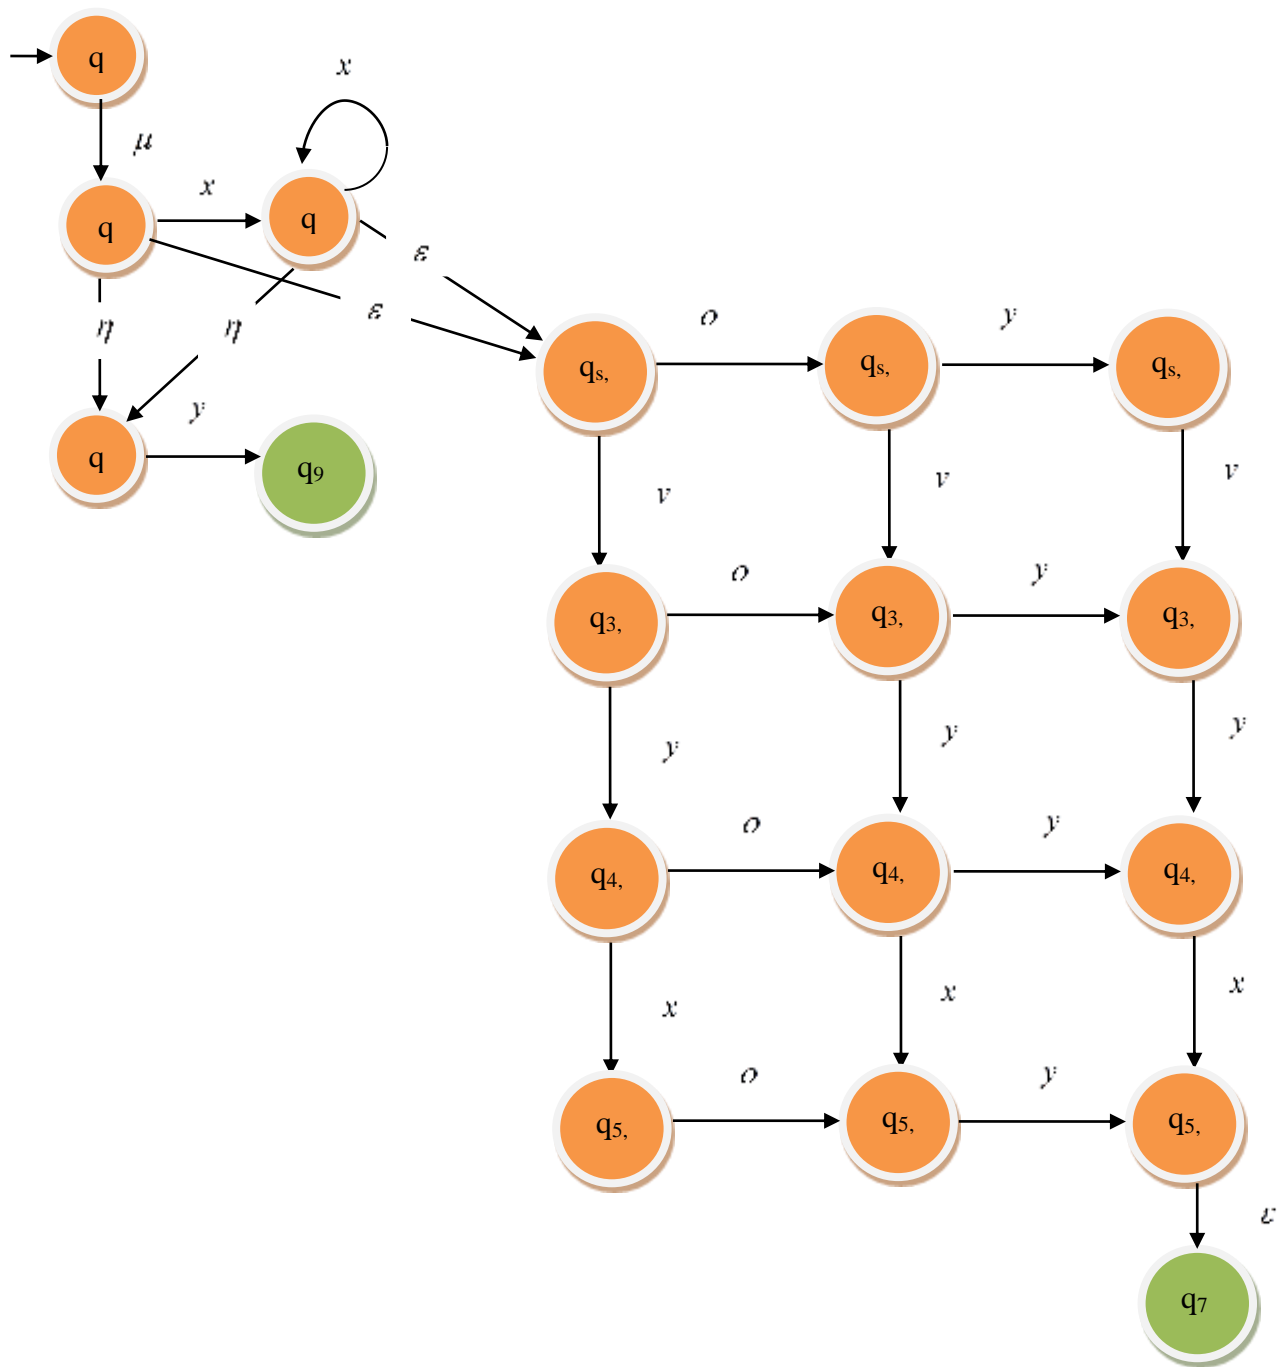 q
x
μ
x
q
q
ε
ε
η
η
o
y
qs,
qs,
qs,
y
q
q9
ν
ν
ν
o
y
q3,
q3,
q3,
y
y
y
o
y
q4,
q4,
q4,
x
x
x
o
y
q5,
q5,
q5,
ε
q7